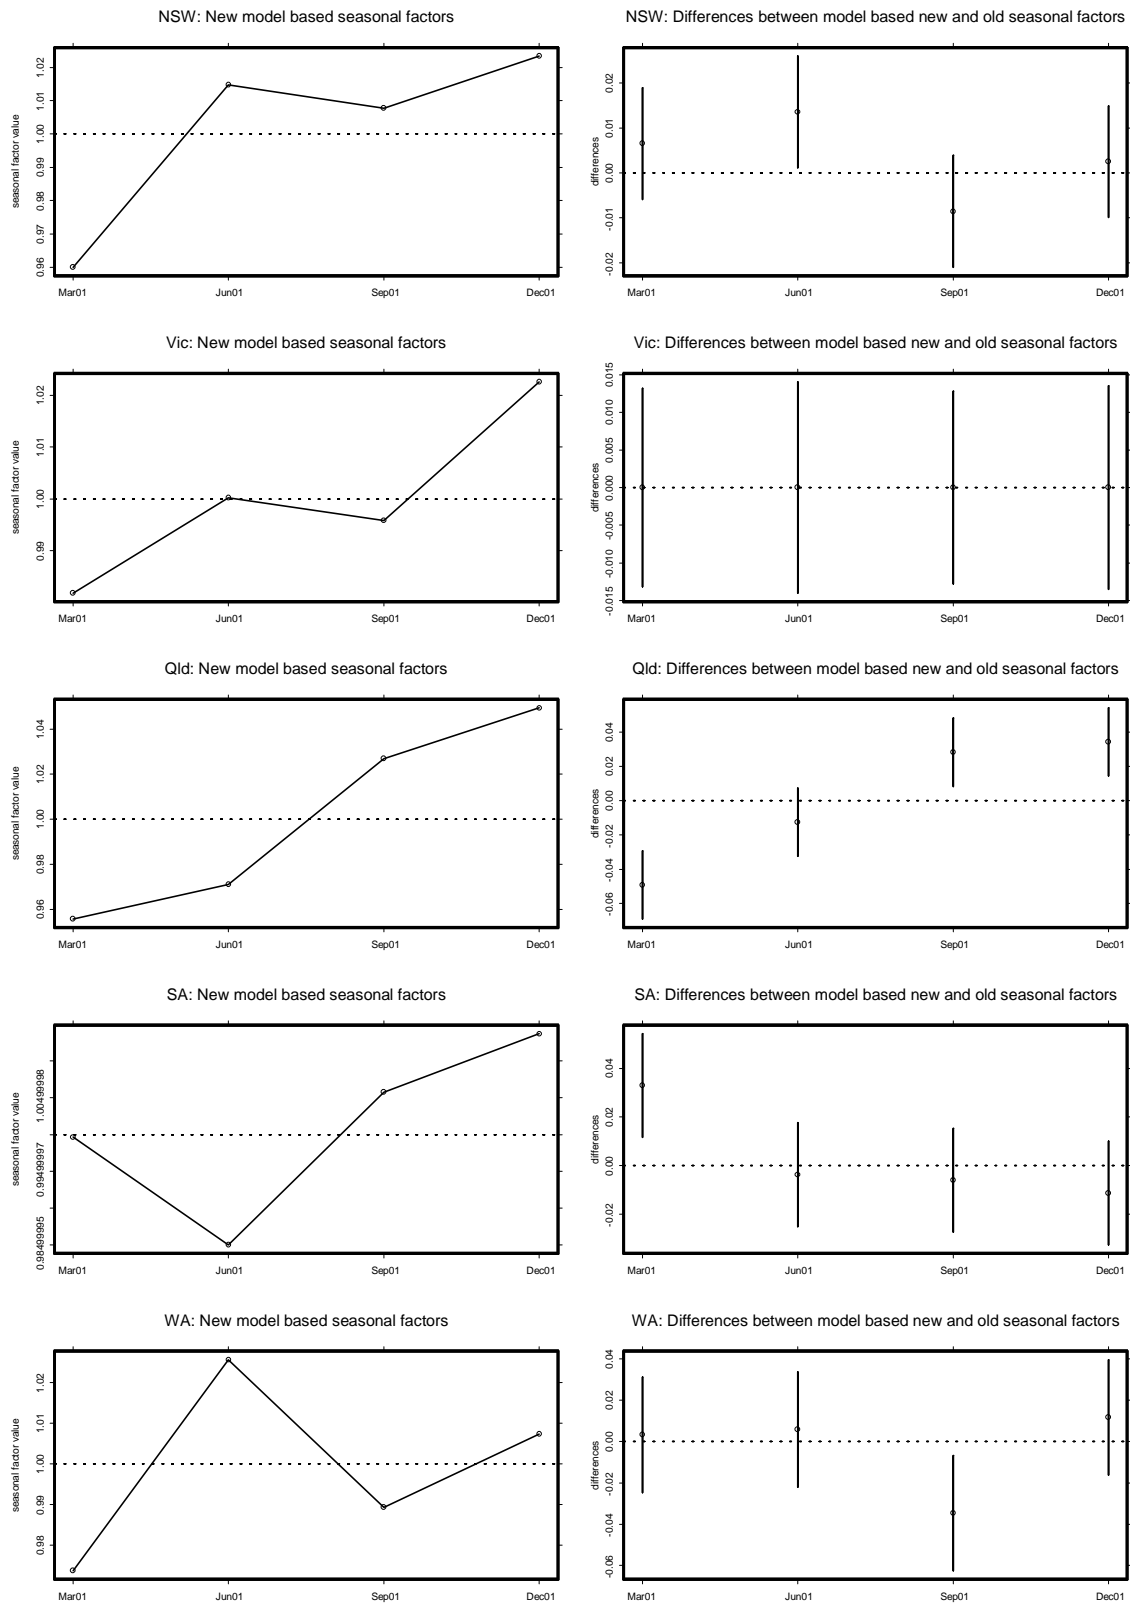 NSW: New model based seasonal factors
seasonal factor value
1.02
1.01
1.00
0.99
0.98
0.97
0.96
Mar01 Jun01 Sep01 Dec01
NSW: Differences between model based new and old seasonal factors
differences
0.02
0.01
0.00
-0.01
-0.02
Mar01 Jun01 Sep01 Dec01
Vic: New model based seasonal factors
seasonal factor value
1.02
1.01
1.00
0.99
Mar01 Jun01 Sep01 Dec01
Vic: Differences between model based new and old seasonal factors
differences
0.015
0.010
0.005
0.000
-0.005
-0.010
-0.015
Mar01 Jun01 Sep01 Dec01
Qld: New model based seasonal factors
seasonal factor value
1.04
1.02
1.00
0.98
0.96
Mar01 Jun01 Sep01 Dec01
Qld: Differences between model based new and old seasonal factors
differences
0.04
0.02
0.00
-0.02
-0.04
-0.06
Mar01 Jun01 Sep01 Dec01
SA: New model based seasonal factors
seasonal factor value
1.00499998
0.99499997
0.98499995
Mar01 Jun01 Sep01 Dec01
SA: Differences between model based new and old seasonal factors
differences
0.04
0.02
0.00
-0.02
Mar01 Jun01 Sep01 Dec01
WA: New model based seasonal factors
seasonal factor value
1.02
1.01
1.00
0.99
0.98
Mar01 Jun01 Sep01 Dec01
WA: Differences between model based new and old seasonal factors
differences
0.04
0.02
0.00
-0.02
-0.04
-0.06
Mar01 Jun01 Sep01 Dec01